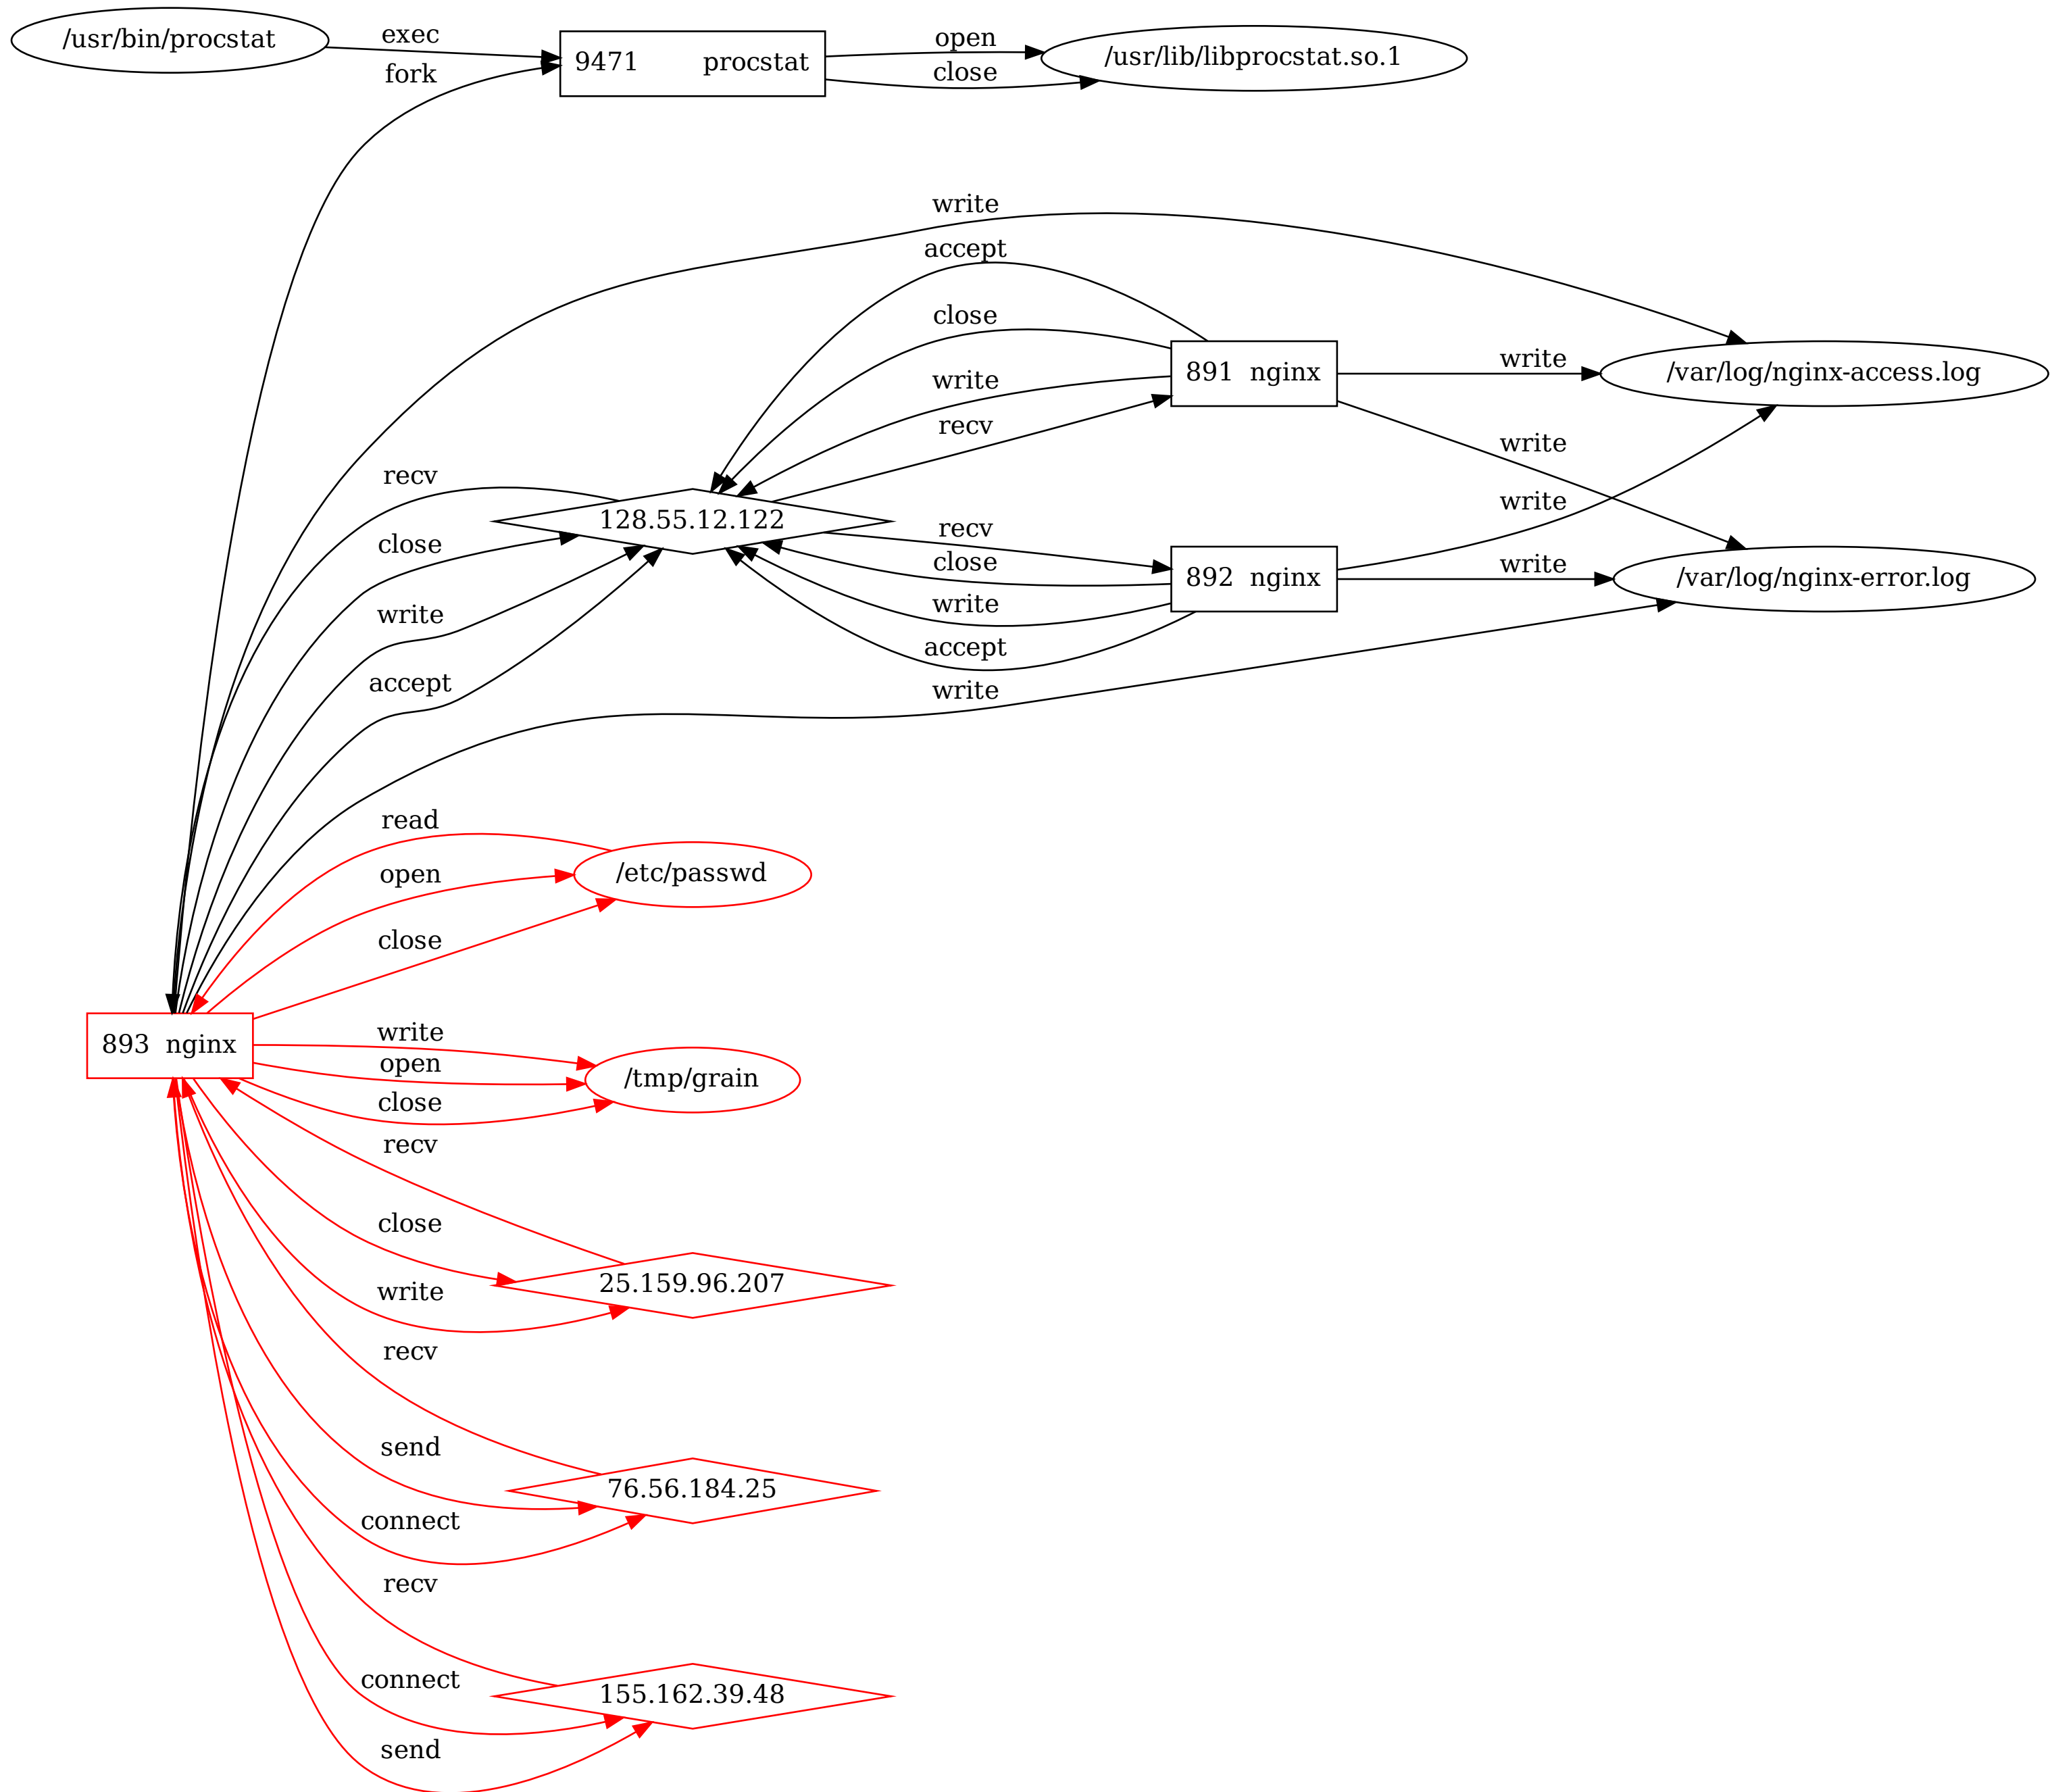 /usr/bin/procstat
exec
fork
9471 procstat
open
close
/usr/lib/libprocstat.so.1
write
accept
close
write
recv
891 nginx
write
write
/var/log/nginx-access.log
recv
close
write
accept
128.55.12.122
recv
close
write
accept
892 nginx
write
write
/var/log/nginx-error.log
write
read
open
close
/etc/passwd
893 nginx
write
open
close
/tmp/grain
recv
close
write
25.159.96.207
recv
send
connect
76.56.184.25
recv
connect
send
155.162.39.48